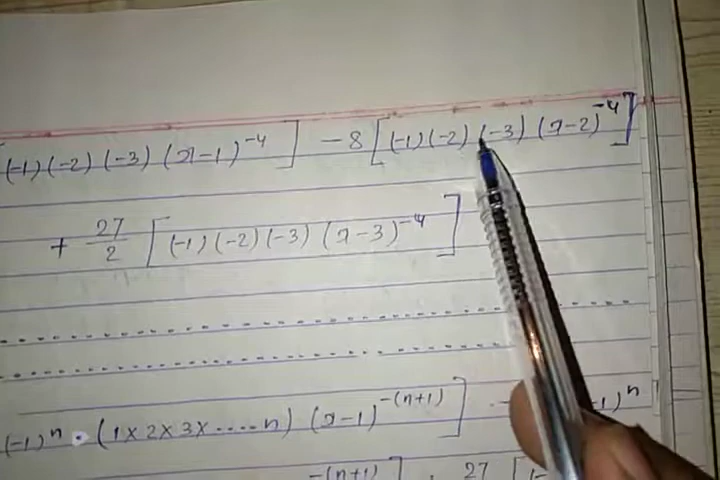 (-1)(-2)(-3)(x-1)^{-4}] - 8[(-1)(-2)(-3)(x-2)^{-4}]
+ 27/2 [(-1)(-2)(-3)(x-3)^{-4}]
(-1)^n . (1×2×3×....n) (x-1)^{-(n+1)}] -1)^n
-(n+1)] . 27 [(-